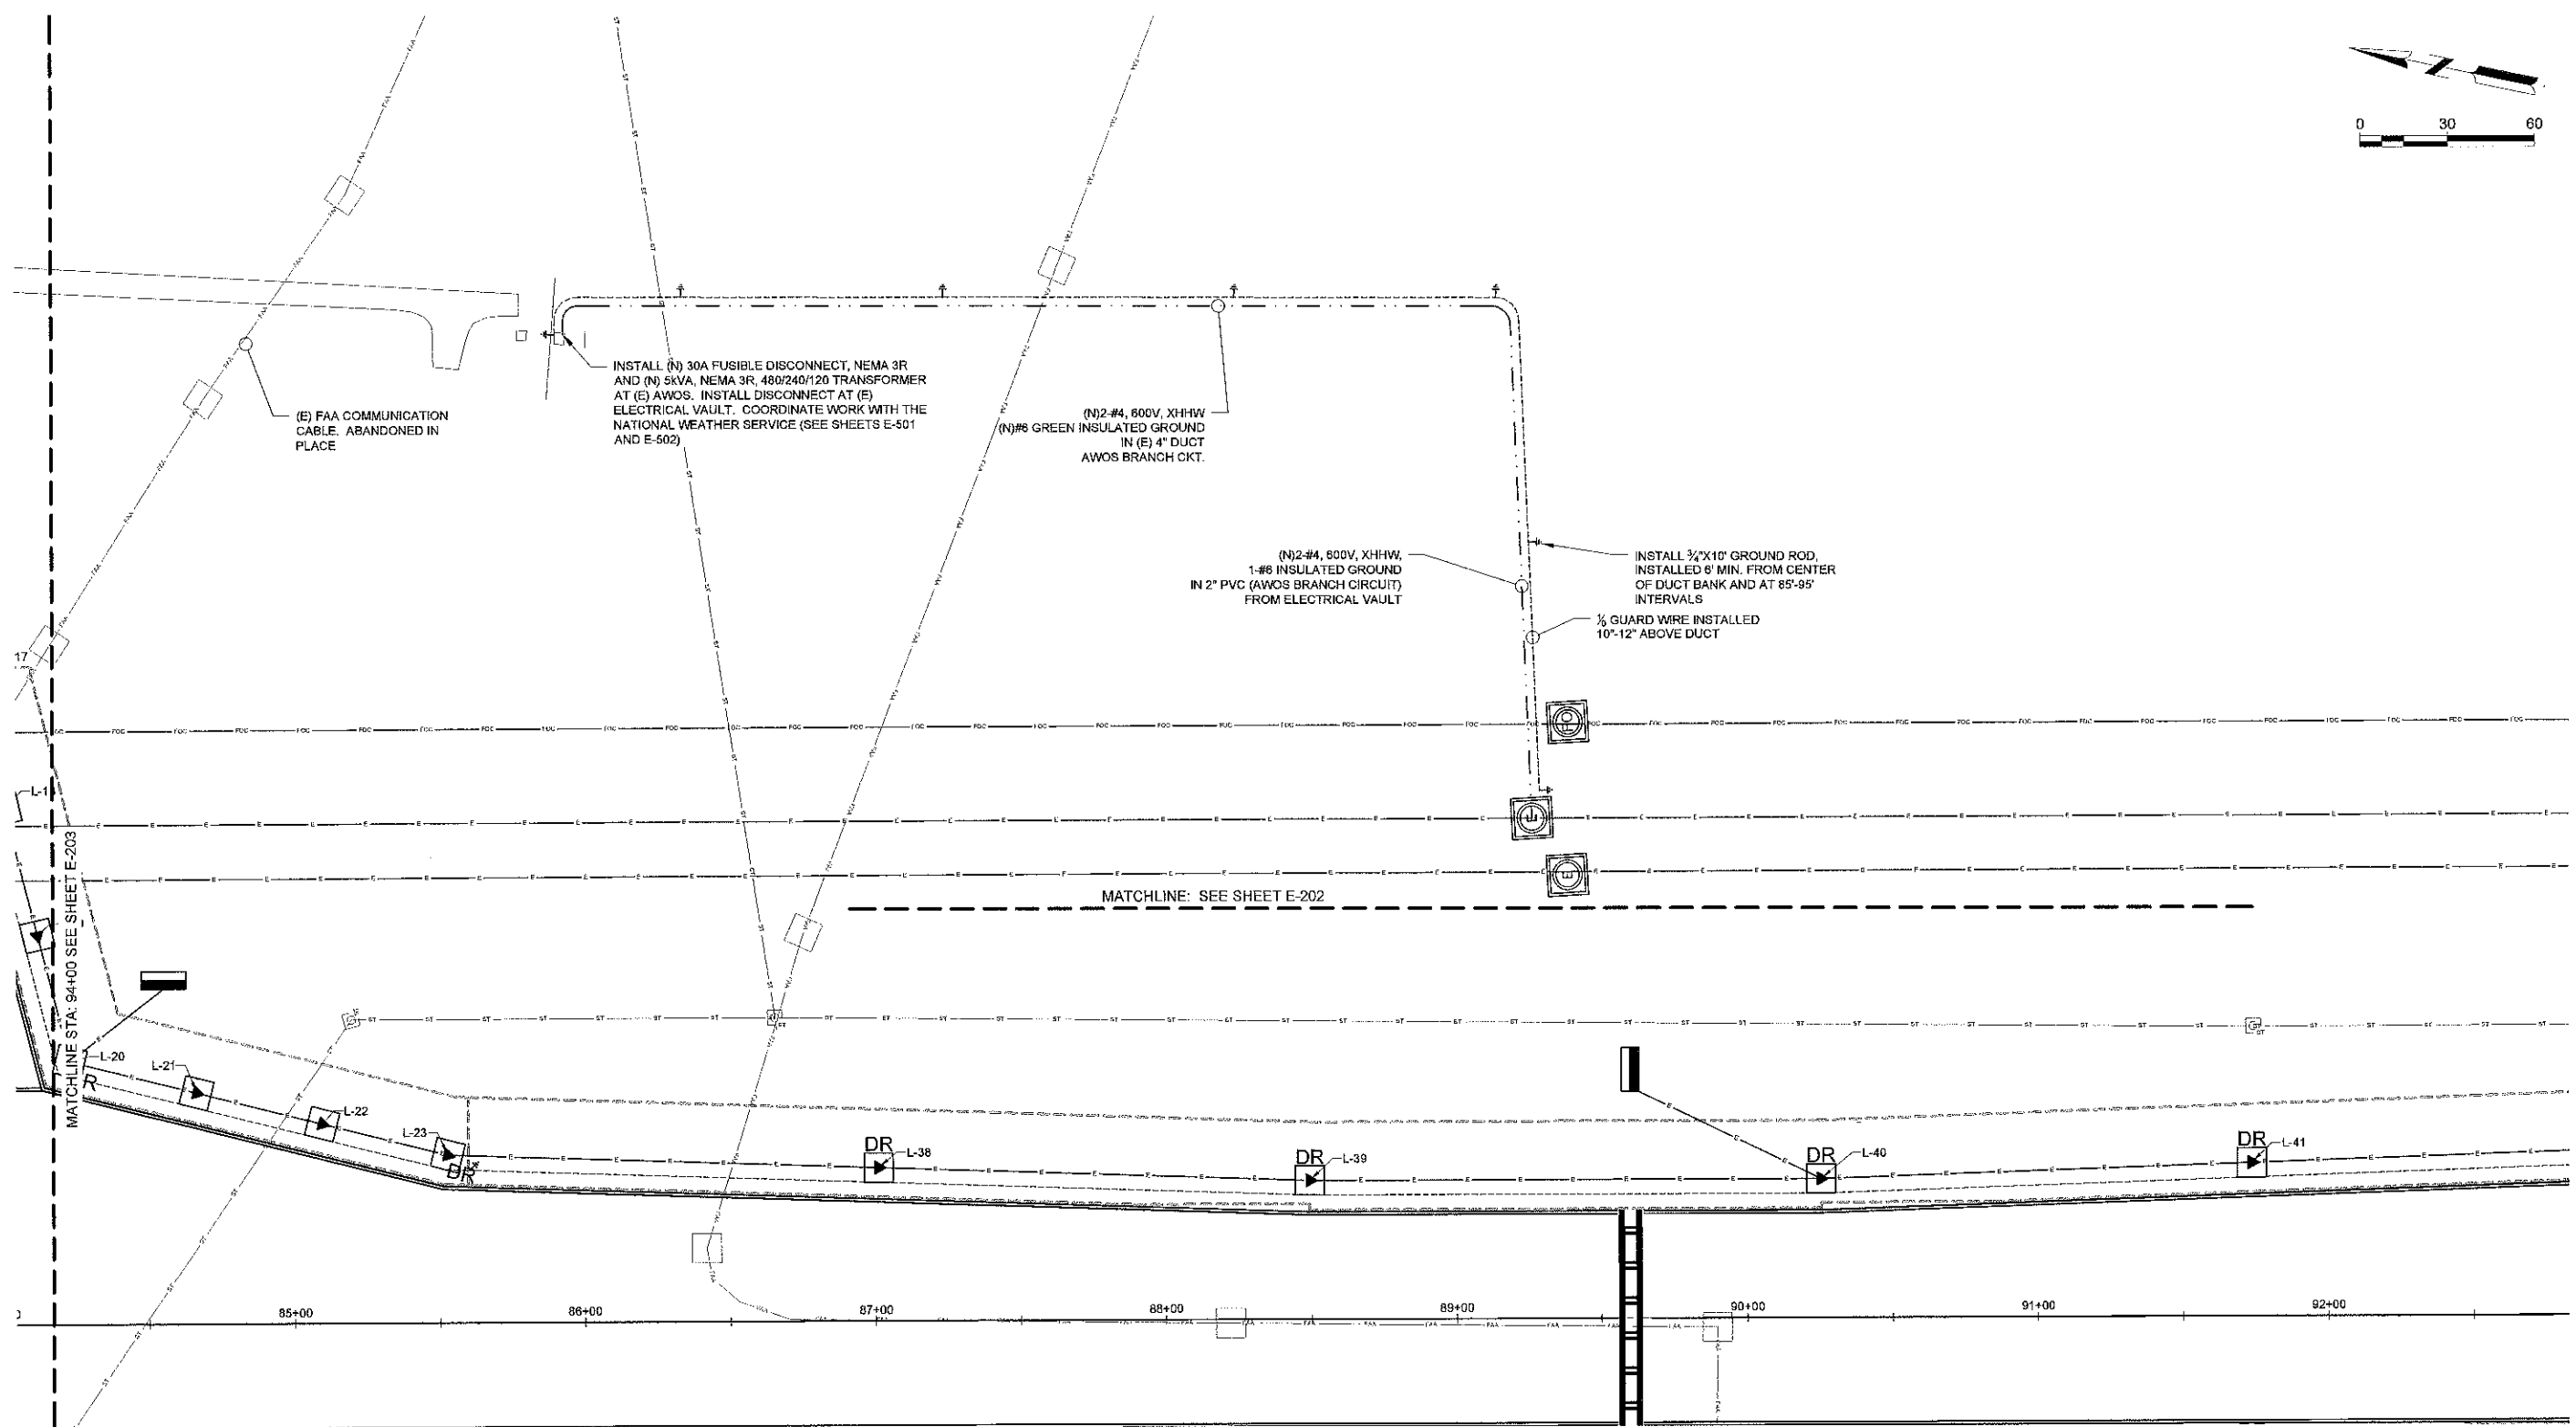 0 30 60
INSTALL (N) 30A FUSIBLE DISCONNECT, NEMA 3R
AND (N) 5kVA, NEMA 3R, 480/240/120 TRANSFORMER
AT (E) AWOS. INSTALL DISCONNECT AT (E)
ELECTRICAL VAULT. COORDINATE WORK WITH THE
NATIONAL WEATHER SERVICE (SEE SHEETS E-501
AND E-502)
(E) FAA COMMUNICATION
CABLE. ABANDONED IN
PLACE
(N)2-#4, 600V, XHHW
(N)#6 GREEN INSULATED GROUND
IN (E) 4" DUCT
AWOS BRANCH CKT.
(N)2-#4, 600V, XHHW,
1-#6 INSULATED GROUND
IN 2" PVC (AWOS BRANCH CIRCUIT)
FROM ELECTRICAL VAULT
INSTALL ¾"X10' GROUND ROD,
INSTALLED 6' MIN. FROM CENTER
OF DUCT BANK AND AT 85'-95'
INTERVALS
GUARD WIRE INSTALLED
10"-12" ABOVE DUCT
17
L-1
MATCHLINE: SEE SHEET E-202
MATCHLINE STA: 94+00 SEE SHEET E-203
L-20
R
L-21
L-22
L-23
DR
DR
L-38
DR
L-39
DR
L-40
DR
L-41
85+00
86+00
87+00
88+00
89+00
90+00
91+00
92+00